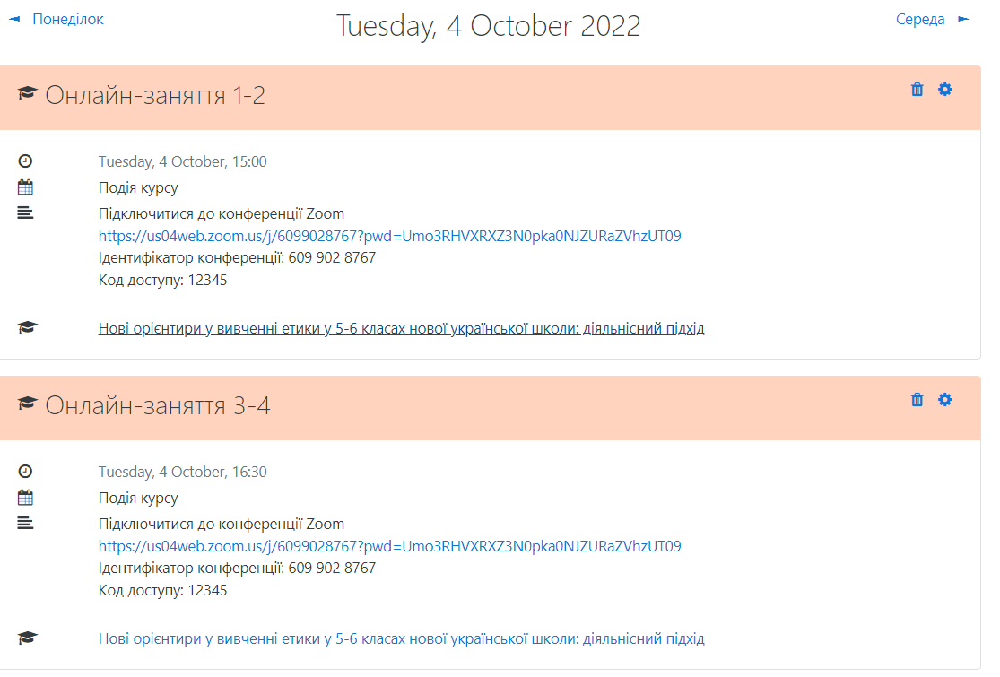 ◄ Понеділок
Tuesday, 4 October 2022
Середа ►
Онлайн-заняття 1-2
Tuesday, 4 October, 15:00
Подія курсу
Підключитися до конференції Zoom
https://us04web.zoom.us/j/6099028767?pwd=Umo3RHVXRXZ3N0pka0NJZURaZVhzUT09
Ідентифікатор конференції: 609 902 8767
Код доступу: 12345
Нові орієнтири у вивченні етики у 5-6 класах нової української школи: діяльнісний підхід
Онлайн-заняття 3-4
Tuesday, 4 October, 16:30
Подія курсу
Підключитися до конференції Zoom
https://us04web.zoom.us/j/6099028767?pwd=Umo3RHVXRXZ3N0pka0NJZURaZVhzUT09
Ідентифікатор конференції: 609 902 8767
Код доступу: 12345
Нові орієнтири у вивченні етики у 5-6 класах нової української школи: діяльнісний підхід